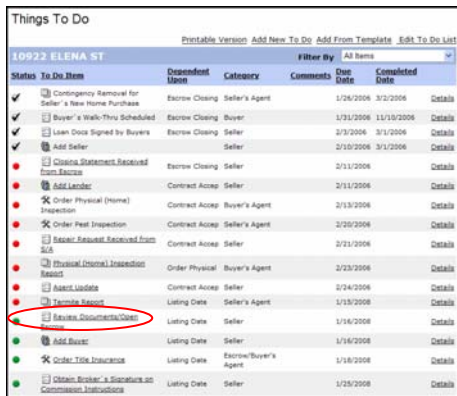 Things To Do
Printable Version Add New To Do Add From Template Edit To Do List
10922 ELENA ST Filter By All Items
Status To Do Item Dependent Upon Category Comments Due Date Completed Date
Contingency Removal for Seller`s New Home Purchase Escrow Closing Seller's Agent 1/26/2006 3/2/2006 Details
Buyer`s Walk-Thru Scheduled Escrow Closing Buyer 1/31/2006 11/10/2006 Details
Loan Docs Signed by Buyers Escrow Closing Seller 2/3/2006 3/1/2006 Details
Add Seller Seller 2/10/2006 3/1/2006 Details
Closing Statement Received from Escrow Escrow Closing Seller 2/11/2006 Details
Add Lender Contract Accep Seller 2/11/2006 Details
Order Physical (Home) Inspection Contract Accep Buyer's Agent 2/13/2006 Details
Order Pest Inspection Contract Accep Seller's Agent 2/20/2006 Details
Repair Request Received from S/A Contract Accep Seller 2/21/2006 Details
Physical (Home) Inspection Report Order Physical Buyer's Agent 2/23/2006 Details
Agent Update Contract Accep Seller 2/24/2006 Details
Termite Report Listing Date Seller's Agent 1/15/2008 Details
Review Documents/Open Escrow Listing Date Seller 1/16/2008 Details
Add Buyer Listing Date Seller 1/16/2008 Details
Order Title Insurance Listing Date Escrow/Buyer's Agent 1/18/2008 Details
Obtain Broker`s Signature on Commission Instructions Listing Date Seller 1/25/2008 Details